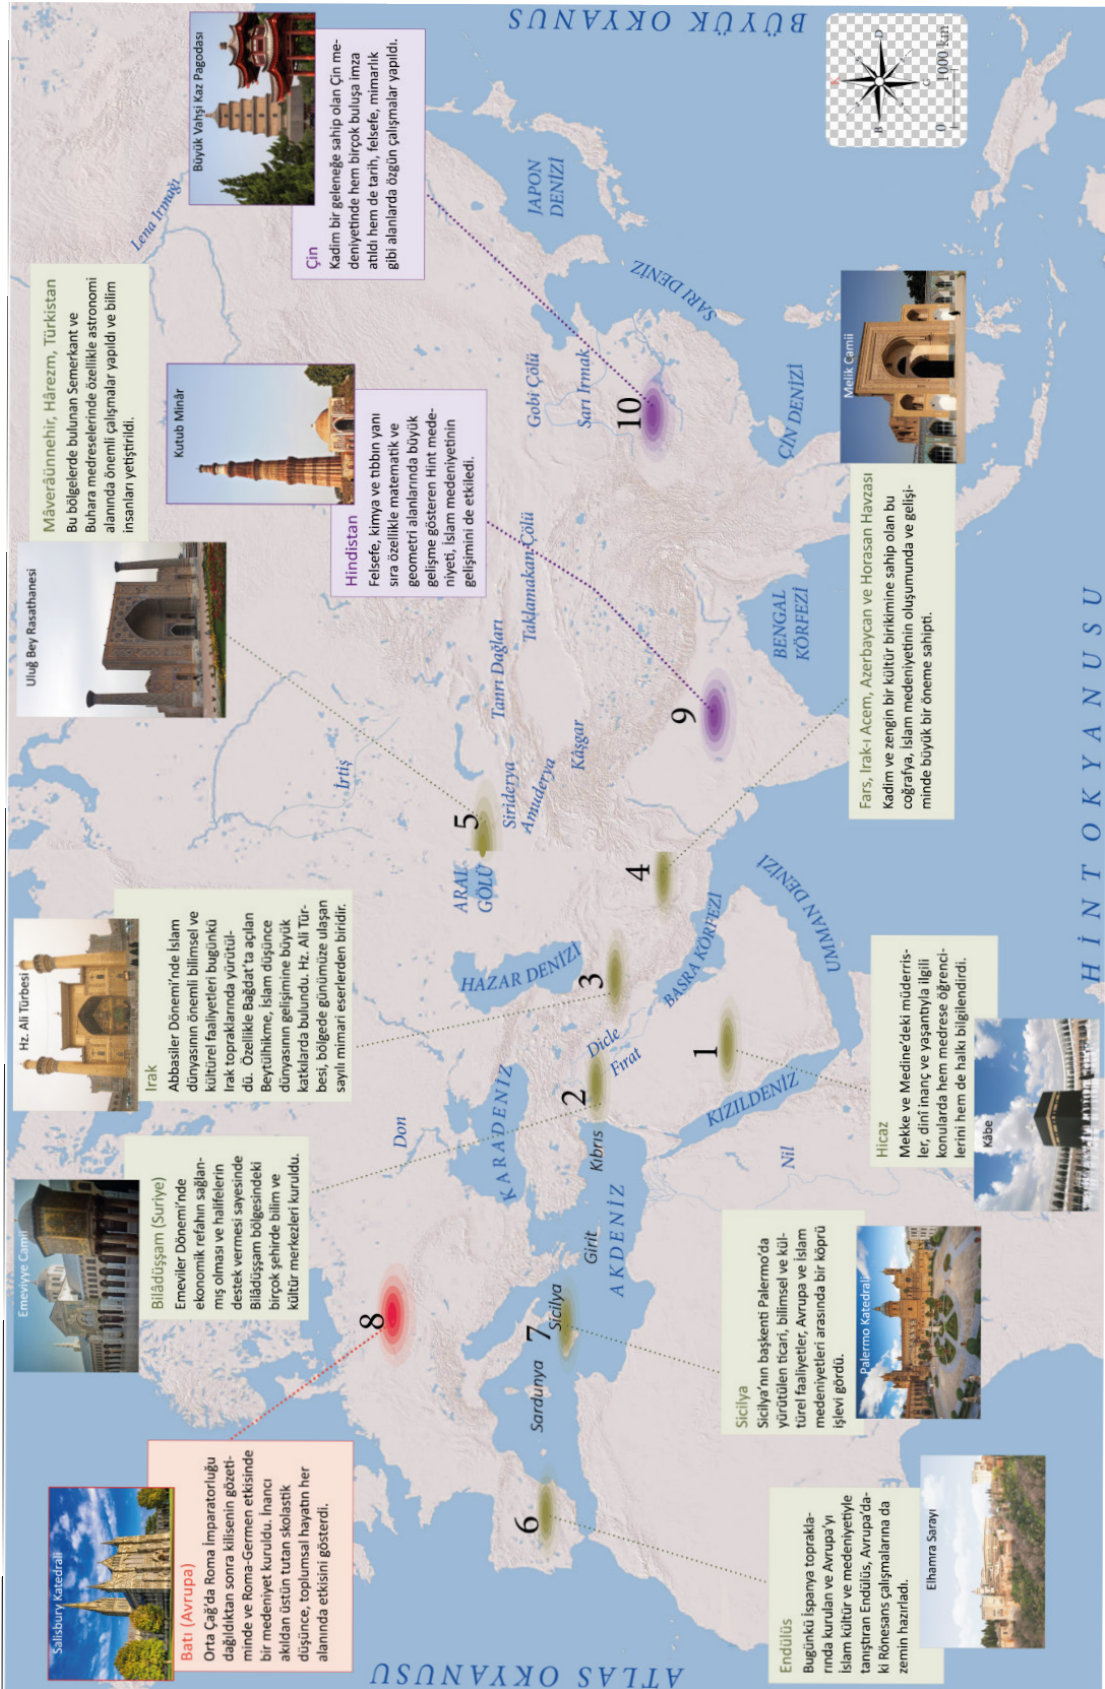 Salisbury Katedrali
Batı (Avrupa)
Orta Çağ'da Roma İmparatorluğu
dağıldıktan sonra kilisenin gözeti-
minde ve Roma-Germen etkisinde
bir medeniyet kuruldu. İnancı
akıldan üstün tutan skolastik
düşünce, toplumsal hayatın her
alanında etkisini gösterdi.
Emeviyye Camii
Bilâdüşşam (Suriye)
Emeviler Dönemi'nde
ekonomik refahın sağlan-
mış olması ve halifelerin
destek vermesi sayesinde
Bilâdüşşam bölgesindeki
birçok şehirde bilim ve
kültür merkezleri kuruldu.
Hz. Ali Türbesi
Irak
Abbasiler Dönemi'nde İslam
dünyasının önemli bilimsel ve
kültürel faaliyetleri bugünkü
Irak topraklarında yürütül-
dü. Özellikle Bağdat'ta açılan
Beytülhikme, İslam düşünce
dünyasının gelişimine büyük
katkılarda bulundu. Hz. Ali Tür-
besi, bölgede günümüze ulaşan
sayılı mimari eserlerden biridir.
Uluğ Bey Rasathanesi
Mâverâünnehir, Hârezm, Türkistan
Bu bölgelerde bulunan Semerkant ve
Buhara medreselerinde özellikle astronomi
alanında önemli çalışmalar yapıldı ve bilim
insanları yetiştirildi.
Kutub Minâr
Hindistan
Felsefe, kimya ve tıbbın yanı
sıra özellikle matematik ve
geometri alanlarında büyük
gelişme gösteren Hint mede-
niyeti, İslam medeniyetinin
gelişimini de etkiledi.
Büyük Vahşi Kaz Pagodası
Çin
Kadim bir geleneğe sahip olan Çin me-
deniyetinde hem birçok buluşa imza
atıldı hem de tarih, felsefe, mimarlık
gibi alanlarda özgün çalışmalar yapıldı.
Lena Irmağı
İrtiş
Don
8
KARADENİZ
HAZAR DENİZİ
ARAL
GÖLÜ
5
Siriderya
Amuderya
Tanrı Dağları
Kâşgar
Taklamakan Çölü
Gobi Çölü
Sarı Irmak
10
JAPON
DENİZİ
SARI DENİZ
ÇİN DENİZİ
BÜYÜK OKYANUS
6
Sardunya
7
Sicilya
Girit
AKDENİZ
Kıbrıs
2
Dicle
Fırat
3
4
9
BENGAL
KÖRFEZİ
BASRA KÖRFEZİ
UMMAN DENİZİ
1
KIZILDENİZ
Nil
ATLAS OKYANUSU
HİNT OKYANUSU
Endülüs
Bugünkü İspanya toprakla-
rında kurulan ve Avrupa'yı
İslam kültür ve medeniyetiyle
tanıştıran Endülüs, Avrupa'da-
ki Rönesans çalışmalarına da
zemin hazırladı.
Elhamra Sarayı
Sicilya
Sicilya'nın başkenti Palermo'da
yürütülen ticari, bilimsel ve kül-
türel faaliyetler, Avrupa ve İslam
medeniyetleri arasında bir köprü
işlevi gördü.
Palermo Katedrali
Hicaz
Mekke ve Medine'deki müderris-
ler, dinî inanç ve yaşantıyla ilgili
konularda hem medrese öğrenci-
lerini hem de halkı bilgilendirdi.
Kâbe
Fars, Irak-ı Acem, Azerbaycan ve Horasan Havzası
Kadim ve zengin bir kültür birikimine sahip olan bu
coğrafya, İslam medeniyetinin oluşumunda ve gelişi-
minde büyük bir öneme sahipti.
Melik Camii
K
B
D
G
0 1000 km